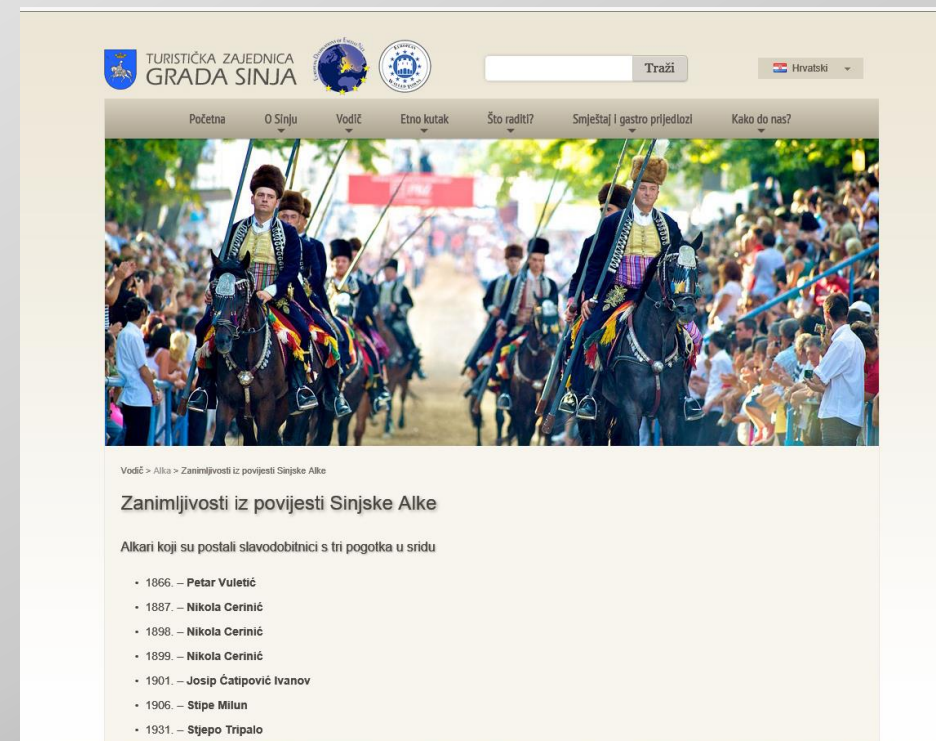 TURISTIČKA ZAJEDNICA
GRADA SINJA
Traži
Hrvatski
Početna
O Sinju
Vodič
Etno kutak
Što raditi?
Smještaj i gastro prijedlozi
Kako do nas?
Vodič > Alka > Zanimljivosti iz povijesti Sinjske Alke
Zanimljivosti iz povijesti Sinjske Alke
Alkari koji su postali slavodobitnici s tri pogotka u sridu
• 1866. – Petar Vuletić
• 1887. – Nikola Cerinić
• 1898. – Nikola Cerinić
• 1899. – Nikola Cerinić
• 1901. – Josip Ćatipović Ivanov
• 1906. – Stipe Milun
• 1931. – Stjepo Tripalo